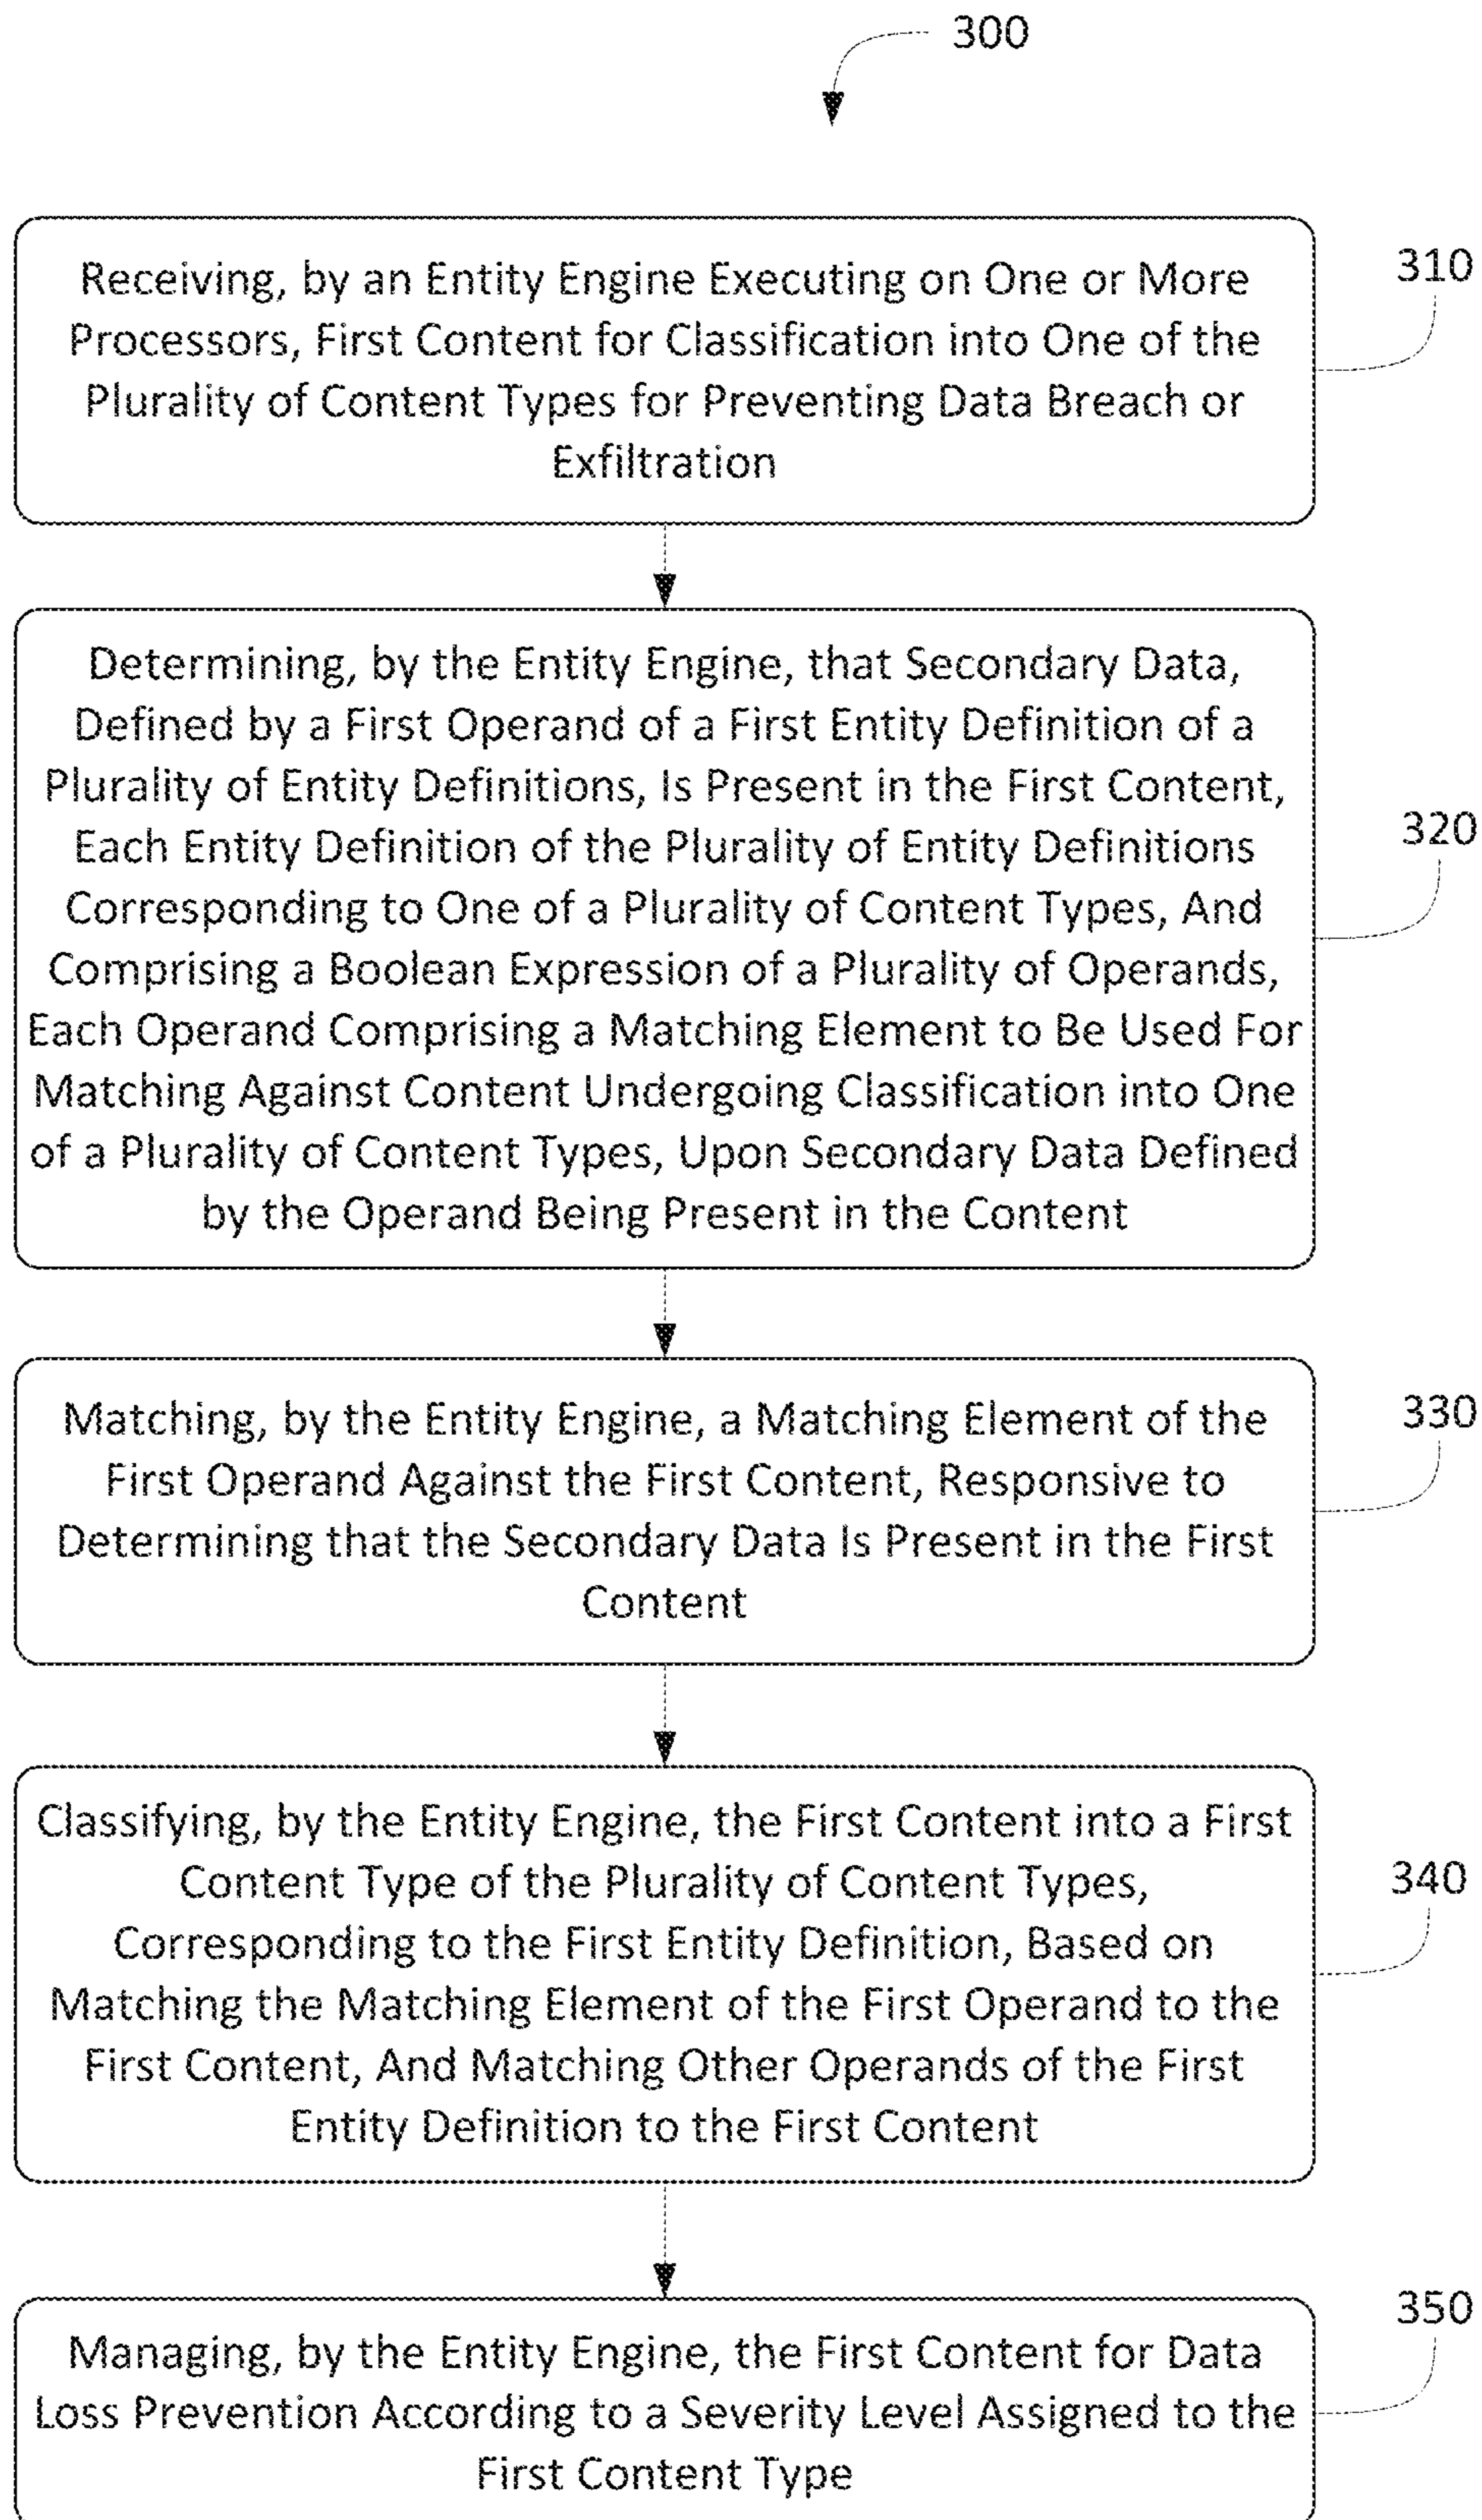 300
Receiving, by an Entity Engine Executing on One or More
Processors, First Content for Classification into One of the
Plurality of Content Types for Preventing Data Breach or
Exfiltration
310
Determining, by the Entity Engine, that Secondary Data,
Defined by a First Operand of a First Entity Definition of a
Plurality of Entity Definitions, Is Present in the First Content,
Each Entity Definition of the Plurality of Entity Definitions
Corresponding to One of a Plurality of Content Types, And
Comprising a Boolean Expression of a Plurality of Operands,
Each Operand Comprising a Matching Element to Be Used For
Matching Against Content Undergoing Classification into One
of a Plurality of Content Types, Upon Secondary Data Defined
by the Operand Being Present in the Content
320
Matching, by the Entity Engine, a Matching Element of the
First Operand Against the First Content, Responsive to
Determining that the Secondary Data Is Present in the First
Content
330
Classifying, by the Entity Engine, the First Content into a First
Content Type of the Plurality of Content Types,
Corresponding to the First Entity Definition, Based on
Matching the Matching Element of the First Operand to the
First Content, And Matching Other Operands of the First
Entity Definition to the First Content
340
Managing, by the Entity Engine, the First Content for Data
Loss Prevention According to a Severity Level Assigned to the
First Content Type
350